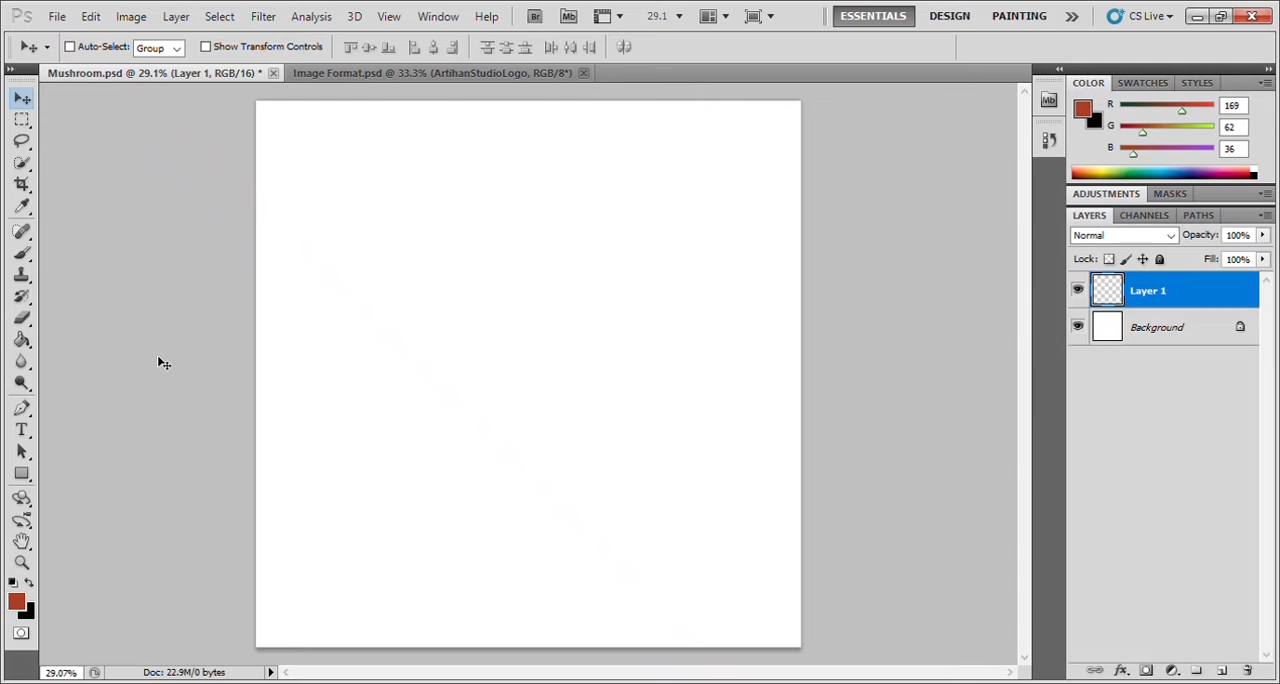 Ps File Edit Image Layer Select Filter Analysis 3D View Window Help Br Mb 29.1 ESSENTIALS DESIGN PAINTING CS Live
Auto-Select: Group Show Transform Controls
Mushroom.psd @ 29.1% (Layer 1, RGB/16) * Image Format.psd @ 33.3% (ArtihanStudioLogo, RGB/8*)
COLOR SWATCHES STYLES
Mb
R 169
G 62
B 36
ADJUSTMENTS MASKS
LAYERS CHANNELS PATHS
Normal Opacity: 100%
Lock: Fill: 100%
Layer 1
Background
T
29.07% Doc: 22.9M/0 bytes
fx